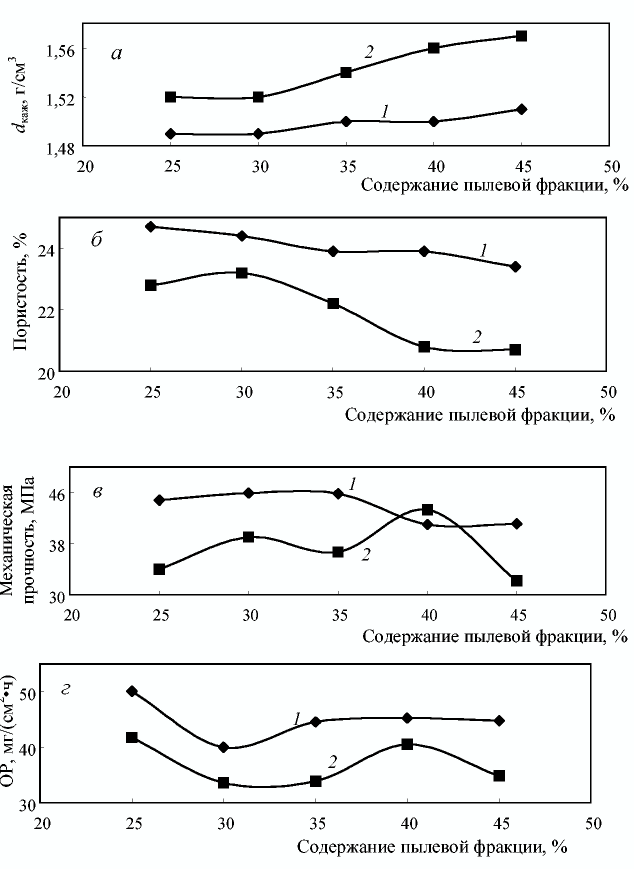 а
dкаж, г/см³
1,56
1,52
1,48
2
1
20 25 30 35 40 45 50
Содержание пылевой фракции, %
б
Пористость, %
24
22
20
1
2
20 25 30 35 40 45 50
Содержание пылевой фракции, %
в
Механическая
прочность, МПа
46
38
30
1
2
20 25 30 35 40 45 50
Содержание пылевой фракции, %
г
ОР, мг/(см²•ч)
50
40
30
1
2
20 25 30 35 40 45 50
Содержание пылевой фракции, %